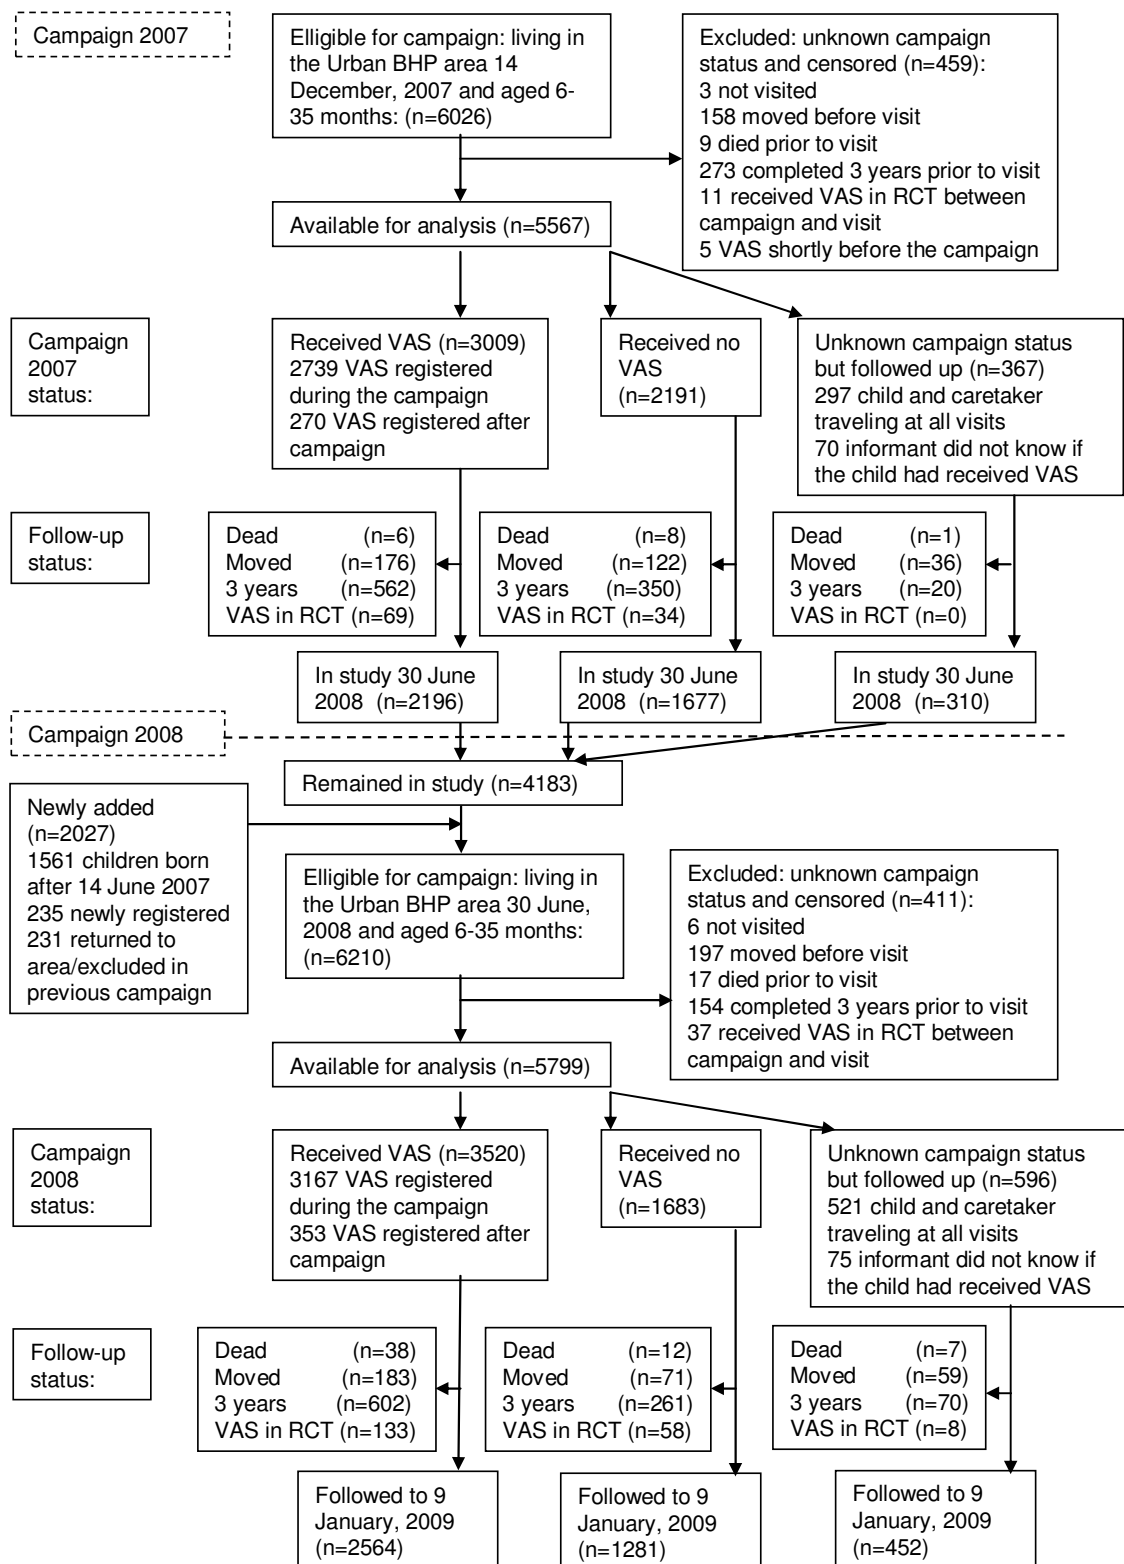 Campaign 2007
Elligible for campaign: living in
the Urban BHP area 14
December, 2007 and aged 6-
35 months: (n=6026)
Excluded: unknown campaign
status and censored (n=459):
3 not visited
158 moved before visit
9 died prior to visit
273 completed 3 years prior to visit
11 received VAS in RCT between
campaign and visit
5 VAS shortly before the campaign
Available for analysis (n=5567)
Campaign
2007
status:
Received VAS (n=3009)
2739 VAS registered
during the campaign
270 VAS registered after
campaign
Received no
VAS
(n=2191)
Unknown campaign status
but followed up (n=367)
297 child and caretaker
traveling at all visits
70 informant did not know if
the child had received VAS
Follow-up
status:
Dead (n=6)
Moved (n=176)
3 years (n=562)
VAS in RCT (n=69)
Dead (n=8)
Moved (n=122)
3 years (n=350)
VAS in RCT (n=34)
Dead (n=1)
Moved (n=36)
3 years (n=20)
VAS in RCT (n=0)
In study 30 June
2008 (n=2196)
In study 30 June
2008 (n=1677)
In study 30 June
2008 (n=310)
Campaign 2008
Remained in study (n=4183)
Newly added
(n=2027)
1561 children born
after 14 June 2007
235 newly registered
231 returned to
area/excluded in
previous campaign
Elligible for campaign: living in
the Urban BHP area 30 June,
2008 and aged 6-35 months:
(n=6210)
Excluded: unknown campaign
status and censored (n=411):
6 not visited
197 moved before visit
17 died prior to visit
154 completed 3 years prior to visit
37 received VAS in RCT between
campaign and visit
Available for analysis (n=5799)
Campaign
2008
status:
Received VAS (n=3520)
3167 VAS registered
during the campaign
353 VAS registered after
campaign
Received no
VAS
(n=1683)
Unknown campaign status
but followed up (n=596)
521 child and caretaker
traveling at all visits
75 informant did not know if
the child had received VAS
Follow-up
status:
Dead (n=38)
Moved (n=183)
3 years (n=602)
VAS in RCT (n=133)
Dead (n=12)
Moved (n=71)
3 years (n=261)
VAS in RCT (n=58)
Dead (n=7)
Moved (n=59)
3 years (n=70)
VAS in RCT (n=8)
Followed to 9
January, 2009
(n=2564)
Followed to 9
January, 2009
(n=1281)
Followed to 9
January, 2009
(n=452)